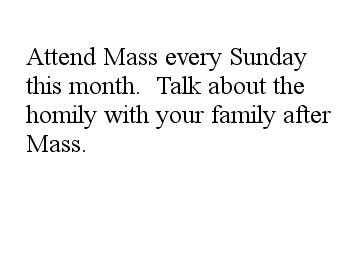 Attend Mass every Sunday
this month.  Talk about the
homily with your family after
Mass.